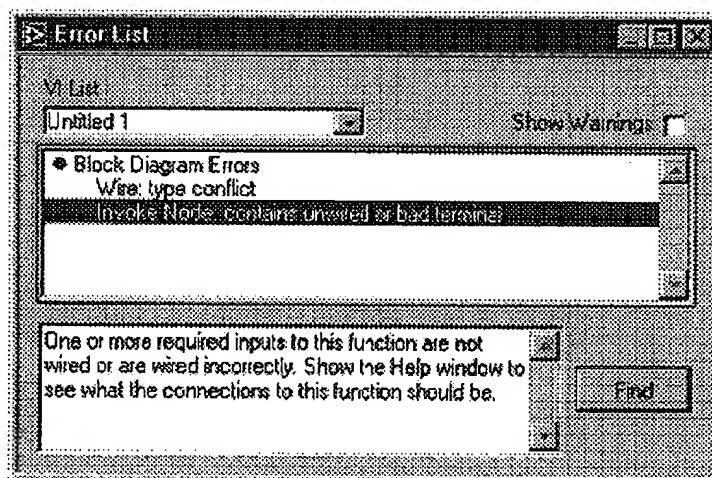 Error List
VI List
Untitled 1
Show Warnings
Block Diagram Errors
Wire: type conflict
Invoke Node: contains unwired or bad terminal
One or more required inputs to this function are not
wired or are wired incorrectly. Show the Help window to
see what the connections to this function should be.
Find